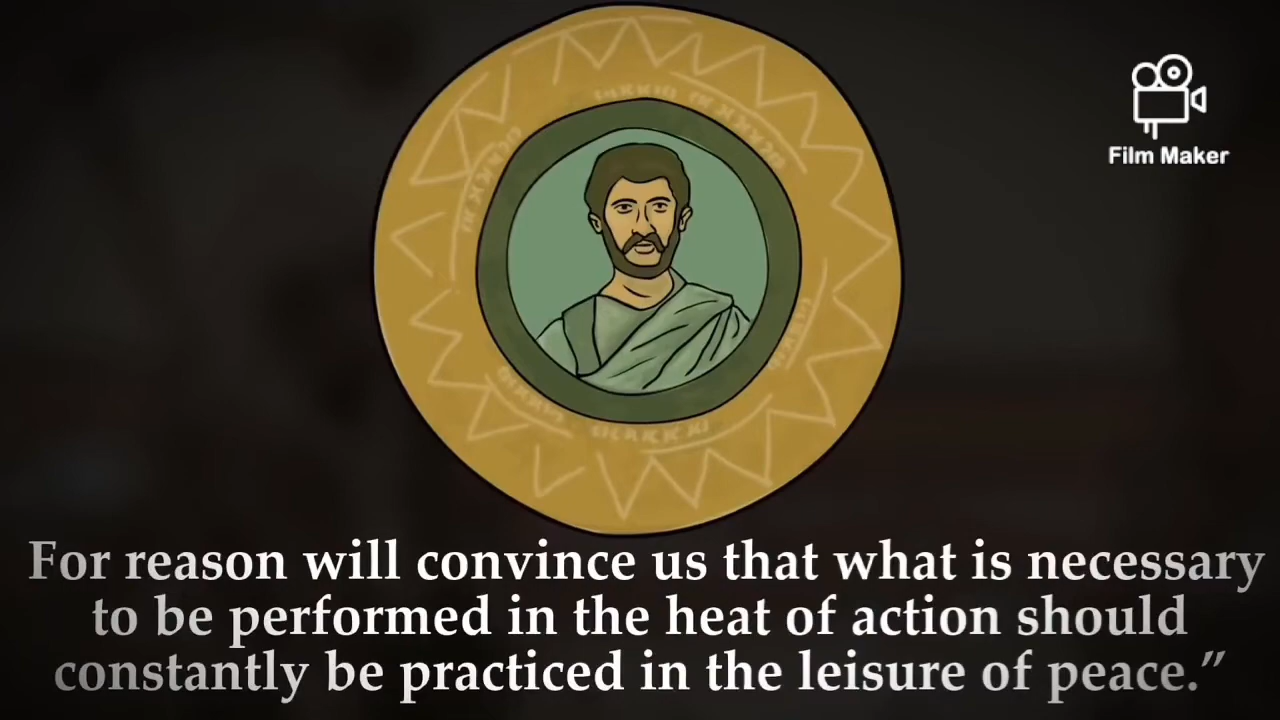 Film Maker
For reason will convince us that what is necessary
to be performed in the heat of action should
constantly be practiced in the leisure of peace.”